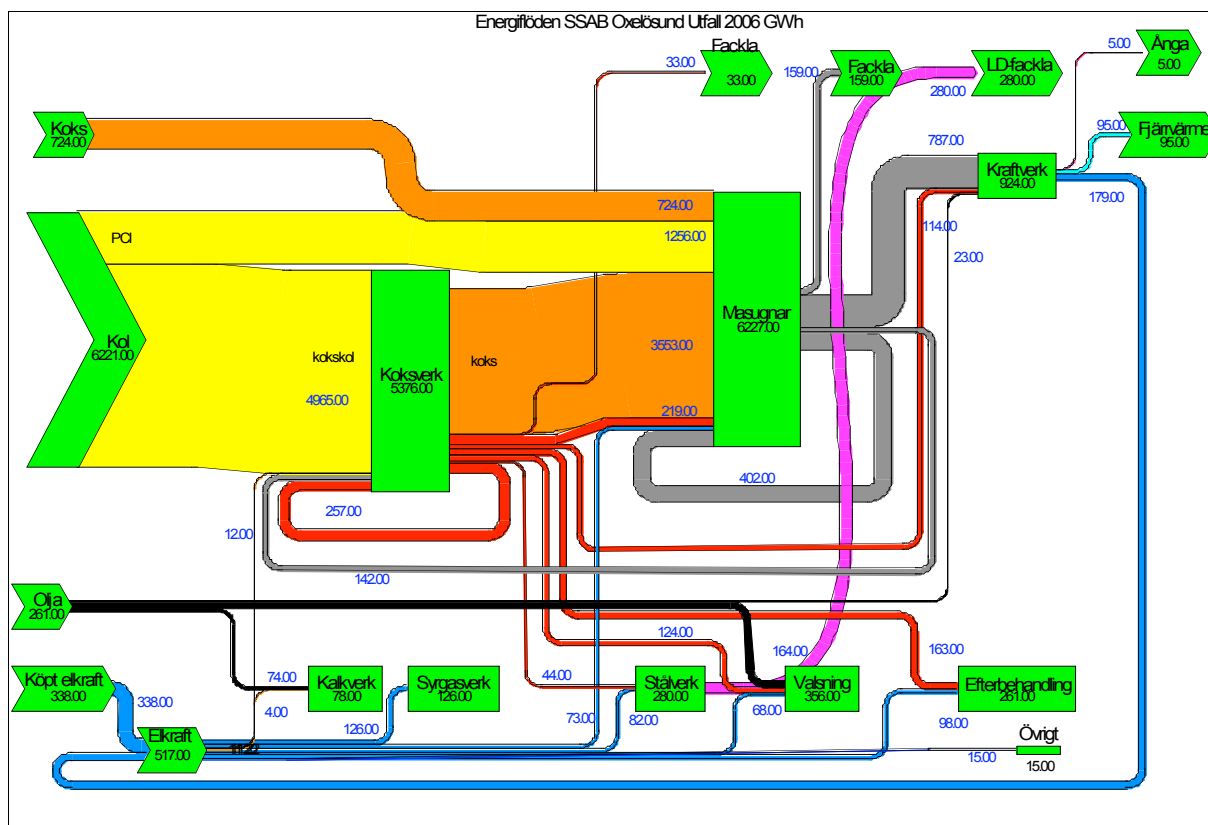 Energiflöden SSAB Oxelösund Utfall 2006 GWh
Fackla
33.00
33.00
159.00
Fackla
159.00
280.00
LD-fackla
280.00
5.00
Ånga
5.00
95.00
Fjärrvärme
95.00
Koks
724.00
787.00
Kraftverk
924.00
179.00
114.00
23.00
724.00
PCI
1256.00
Kol
6221.00
kokskol
4965.00
Koksverk
5376.00
koks
3553.00
219.00
Masugnar
6227.00
402.00
257.00
12.00
142.00
Olja
261.00
124.00
164.00
163.00
Köpt elkraft
338.00
338.00
74.00
4.00
Kalkverk
78.00
Syrgasverk
126.00
126.00
44.00
73.00
82.00
Stålverk
280.00
68.00
Valsning
356.00
Efterbehandling
261.00
98.00
Elkraft
517.00
15.00
Övrigt
15.00